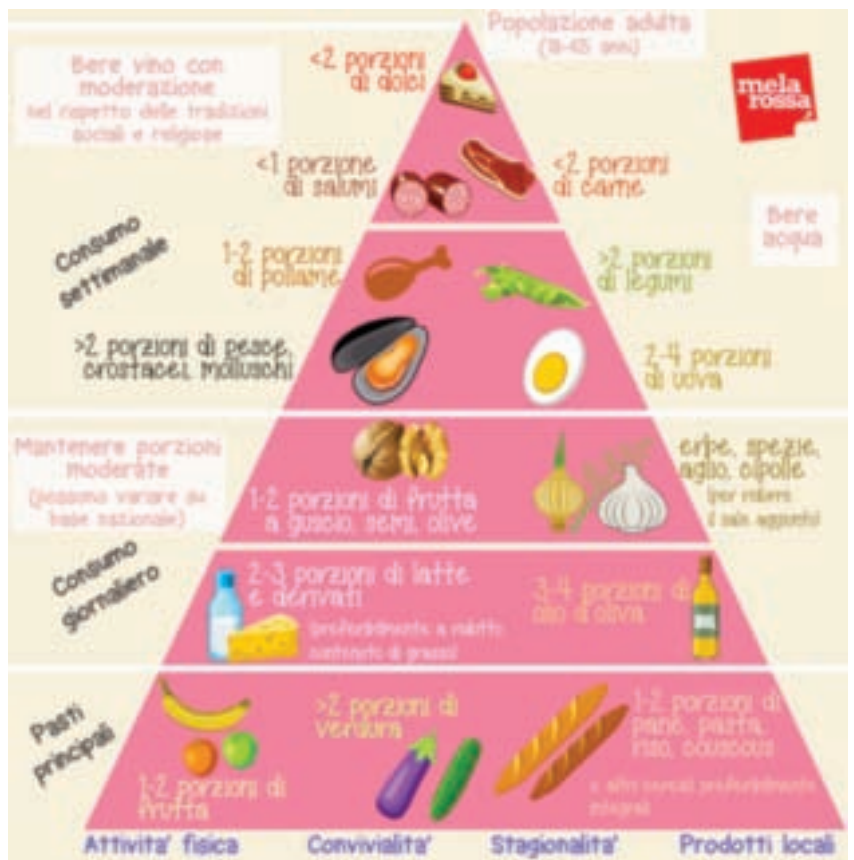 Popolazione adulta
(18-65 anni)
Bere vino con
moderazione
nel rispetto delle tradizioni
sociali e religiose
<2 porzioni
di dolci
mela
rossa
<1 porzione
di salumi
<2 porzioni
di carne
Bere
acqua
Consumo
settimanale
1-2 porzioni
di pollame
>2 porzioni
di legumi
>2 porzioni di pesce,
crostacei, molluschi
2-4 porzioni
di uova
Mantenere porzioni
moderate
(possono variare su
base nazionale)
1-2 porzioni di frutta
a guscio, semi, olive
erbe, spezie,
aglio, cipolle
(per ridurre
il sale aggiunto)
Consumo
giornaliero
2-3 porzioni di latte
e derivati
(preferibilmente a ridotto
contenuto di grassi)
3-4 porzioni di
olio d'oliva
OIL
Pasti
principali
1-2 porzioni di
frutta
>2 porzioni di
verdura
1-2 porzioni di
pane, pasta,
riso, couscous
e altri cereali preferibilmente
integrali
Attivita' fisica
Convivialita'
Stagionalita'
Prodotti locali